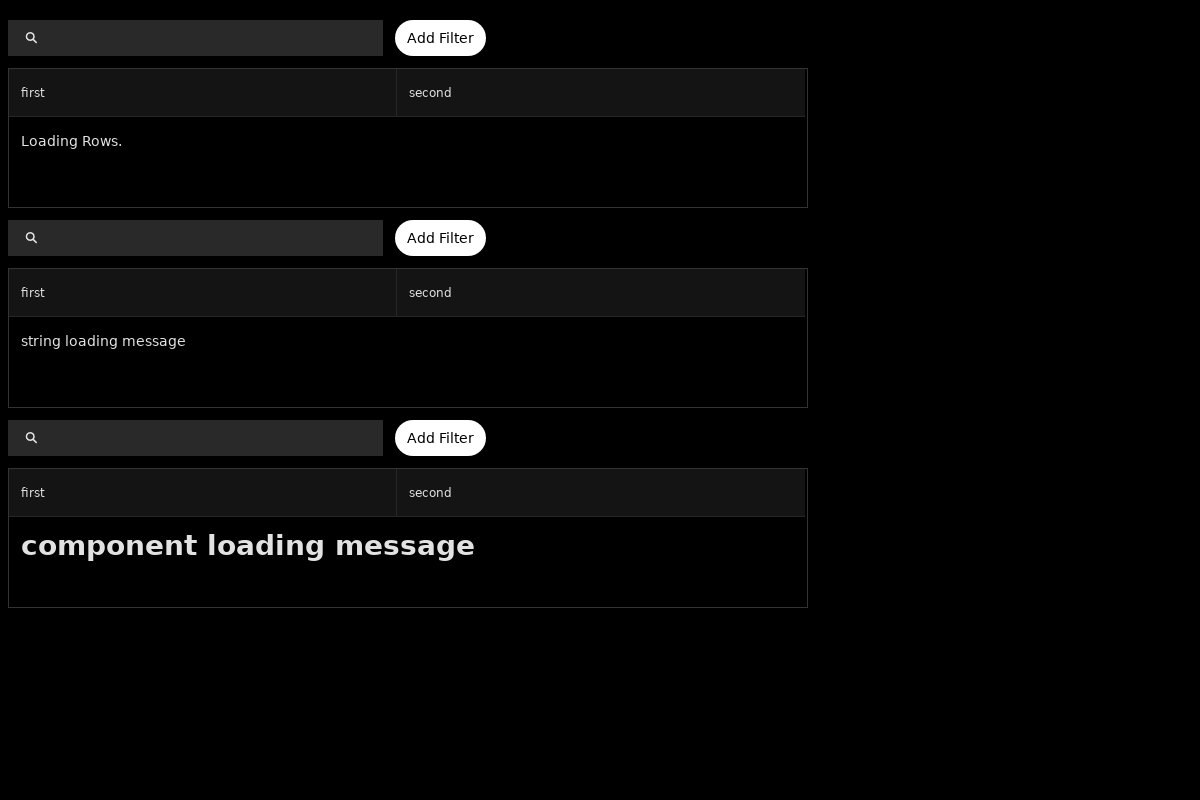 Add Filter
first second
Loading Rows.
Add Filter
first second
string loading message
Add Filter
first second
component loading message